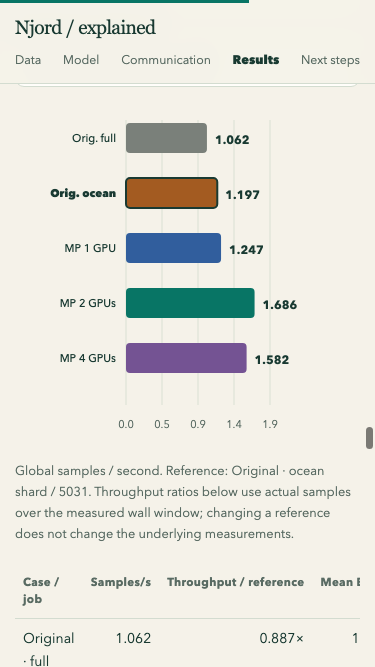 Njord / explained
Data Model Communication Results Next steps
Orig. full 1.062
Orig. ocean 1.197
MP 1 GPU 1.247
MP 2 GPUs 1.686
MP 4 GPUs 1.582
0.0 0.5 0.9 1.4 1.9
Global samples / second. Reference: Original · ocean
shard / 5031. Throughput ratios below use actual samples
over the measured wall window; changing a reference
does not change the underlying measurements.
Case / Samples/s Throughput / reference Mean
job
Original 1.062 0.887× 1
· full